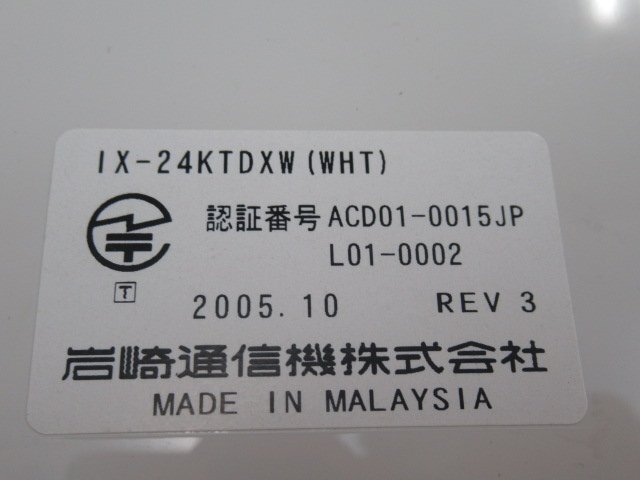 IX-24KTDXW(WHT)
認証番号 ACD01-0015JP
L01-0002
T
2005.10 REV 3
岩崎通信機株式会社
MADE IN MALAYSIA